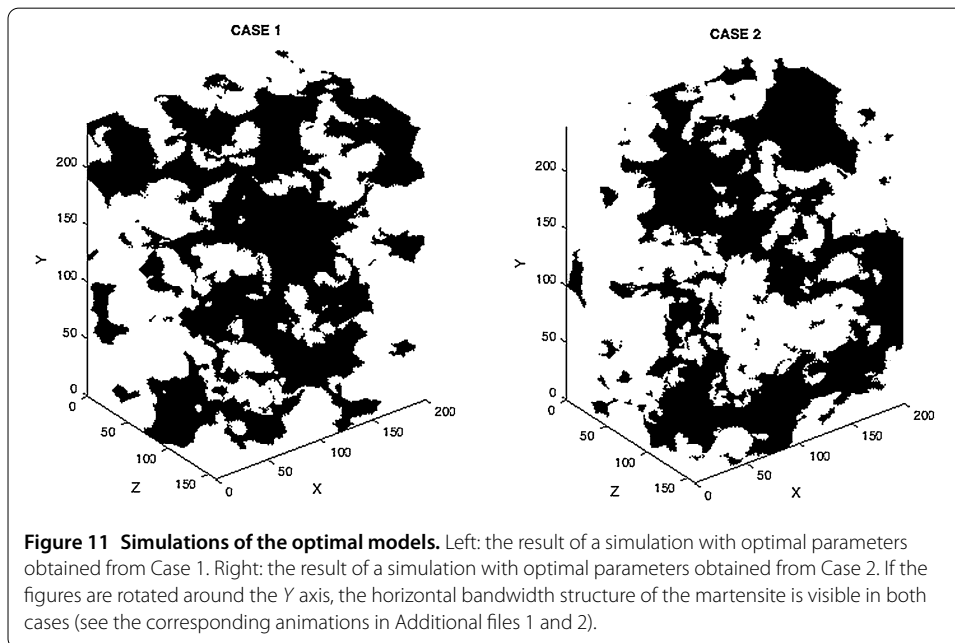 CASE 1
200
150
Y
100
50
0
0
50
100
Z
150
0
50
X
100
150
200
CASE 2
200
150
Y
100
50
0
0
50
100
Z
150
0
50
X
100
150
200
Figure 11 Simulations of the optimal models. Left: the result of a simulation with optimal parameters
obtained from Case 1. Right: the result of a simulation with optimal parameters obtained from Case 2. If the
figures are rotated around the Y axis, the horizontal bandwidth structure of the martensite is visible in both
cases (see the corresponding animations in Additional files 1 and 2).